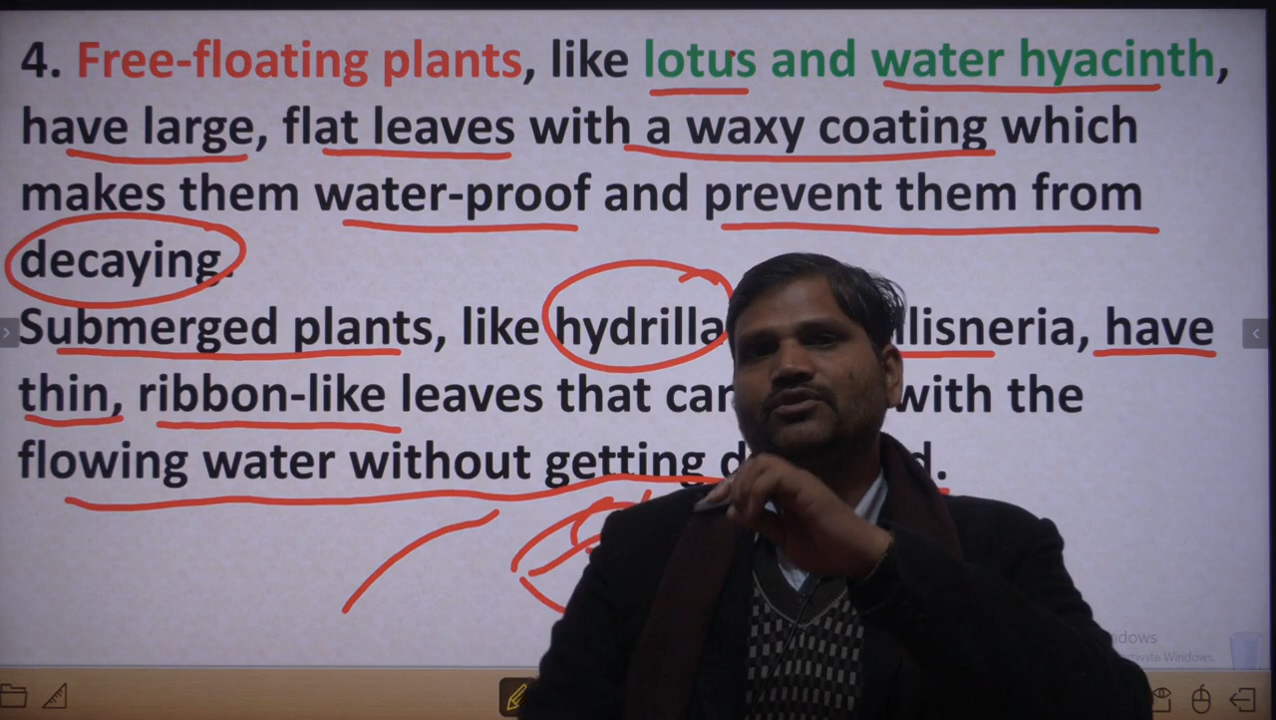 4. Free-floating plants, like lotus and water hyacinth,
have large, flat leaves with a waxy coating which
makes them water-proof and prevent them from
decaying.
Submerged plants, like hydrilla have
thin, ribbon-like leaves that can with the
flowing water without getting
Activate Windows.